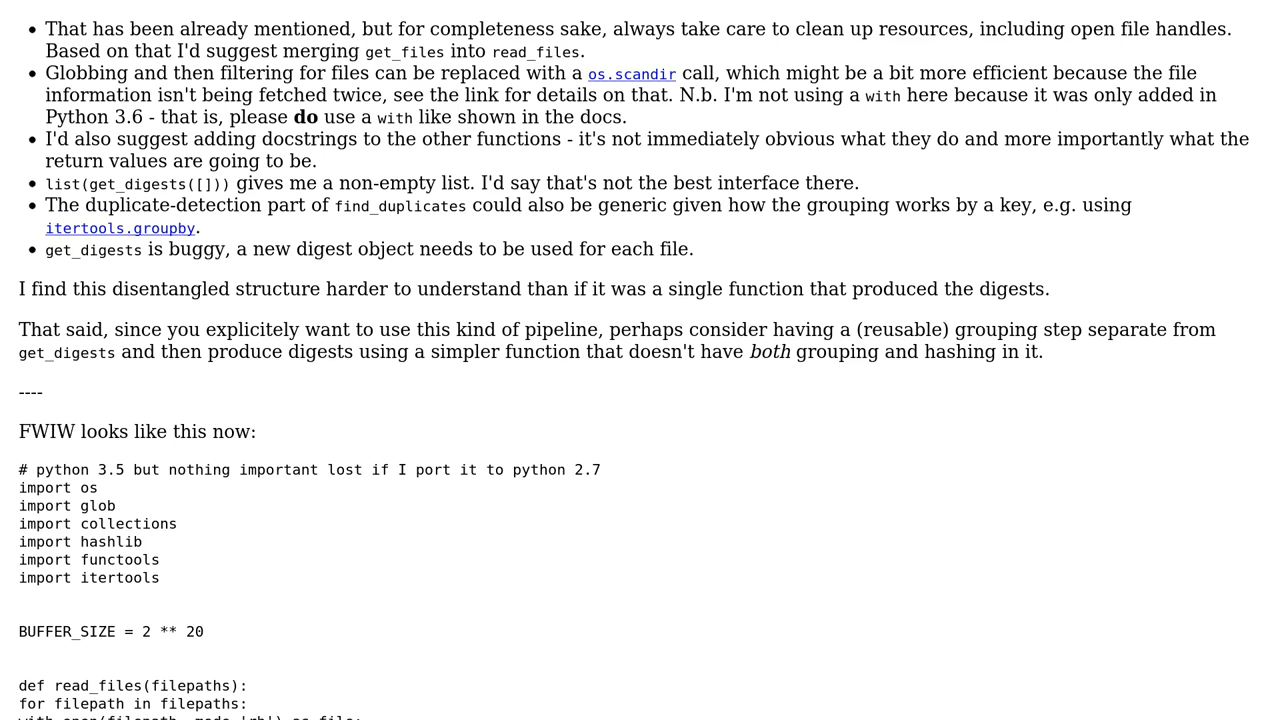 That has been already mentioned, but for completeness sake, always take care to clean up resources, including open file handles.
Based on that I'd suggest merging get_files into read_files.
Globbing and then filtering for files can be replaced with a os.scandir call, which might be a bit more efficient because the file
information isn't being fetched twice, see the link for details on that. N.b. I'm not using a with here because it was only added in
Python 3.6 - that is, please do use a with like shown in the docs.
I'd also suggest adding docstrings to the other functions - it's not immediately obvious what they do and more importantly what the
return values are going to be.
list(get_digests([])) gives me a non-empty list. I'd say that's not the best interface there.
The duplicate-detection part of find_duplicates could also be generic given how the grouping works by a key, e.g. using
itertools.groupby.
get_digests is buggy, a new digest object needs to be used for each file.
I find this disentangled structure harder to understand than if it was a single function that produced the digests.
That said, since you explicitely want to use this kind of pipeline, perhaps consider having a (reusable) grouping step separate from
get_digests and then produce digests using a simpler function that doesn't have both grouping and hashing in it.
----
FWIW looks like this now:
# python 3.5 but nothing important lost if I port it to python 2.7
import os
import glob
import collections
import hashlib
import functools
import itertools
BUFFER_SIZE = 2 ** 20
def read_files(filepaths):
for filepath in filepaths:
with open(filepath, mode='rb') as file: